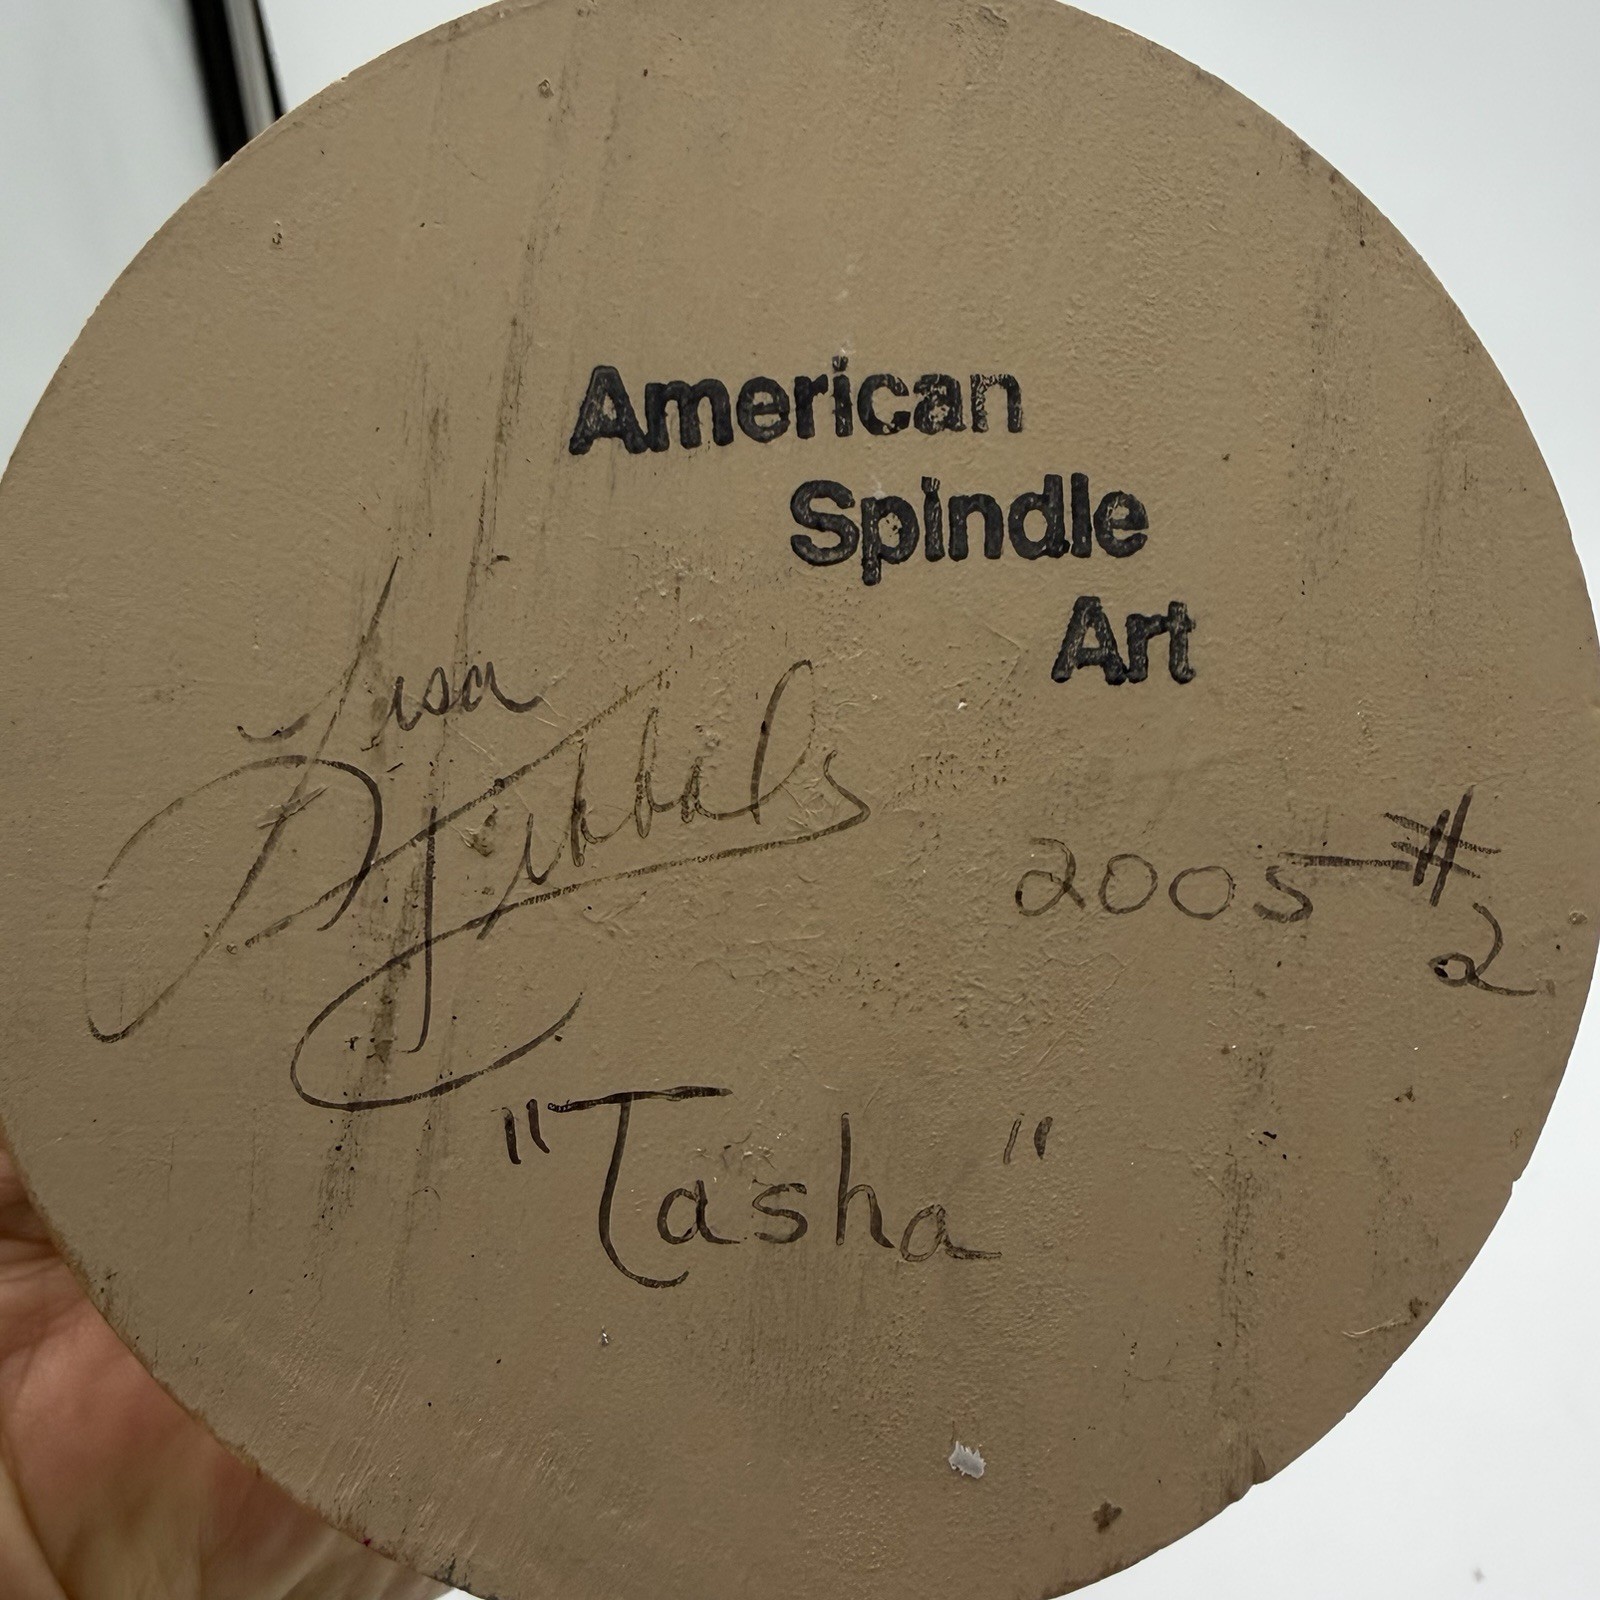 American
Spindle
Art
Lisa
2005-#2
"Tasha"